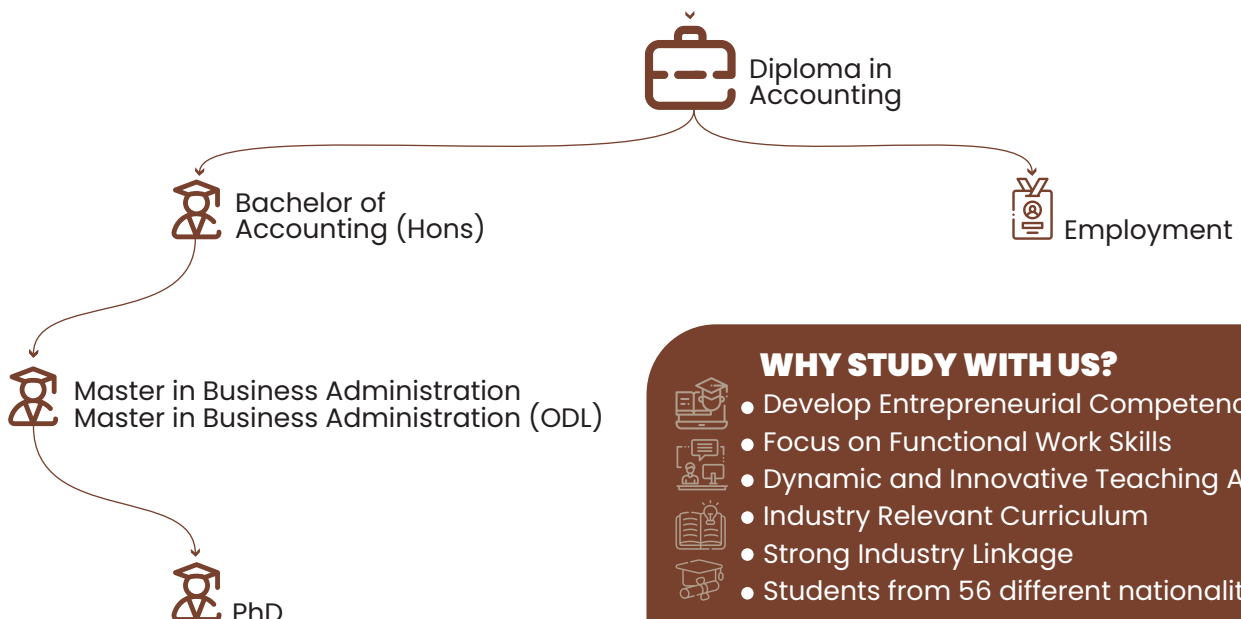 Diploma in
Accounting
Bachelor of
Accounting (Hons)
Employment
Master in Business Administration
Master in Business Administration (ODL)
PhD
WHY STUDY WITH US?
• Develop Entrepreneurial
• Focus on Functional Work Skills
• Dynamic and Innovative Teaching
• Industry Relevant Curriculum
• Strong Industry Linkage
• Students from 56 different